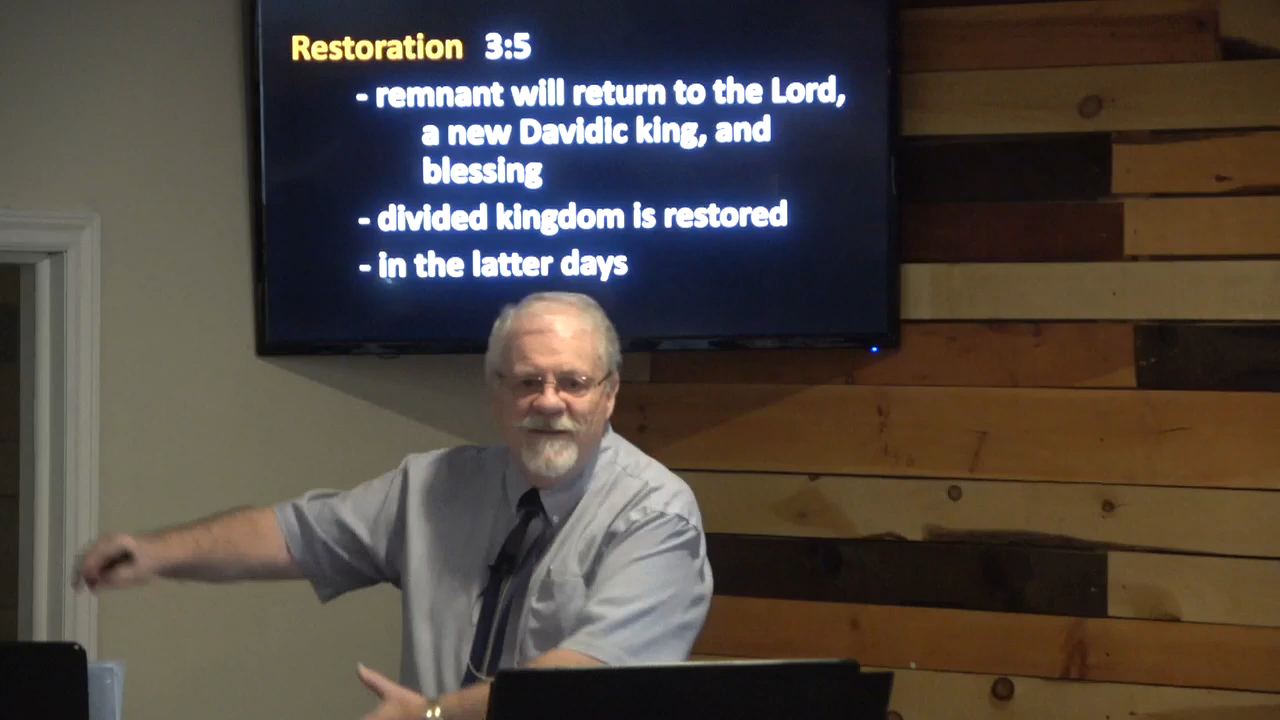 Restoration 3:5
- remnant will return to the Lord,
a new Davidic king, and
blessing
- divided kingdom is restored
- in the latter days